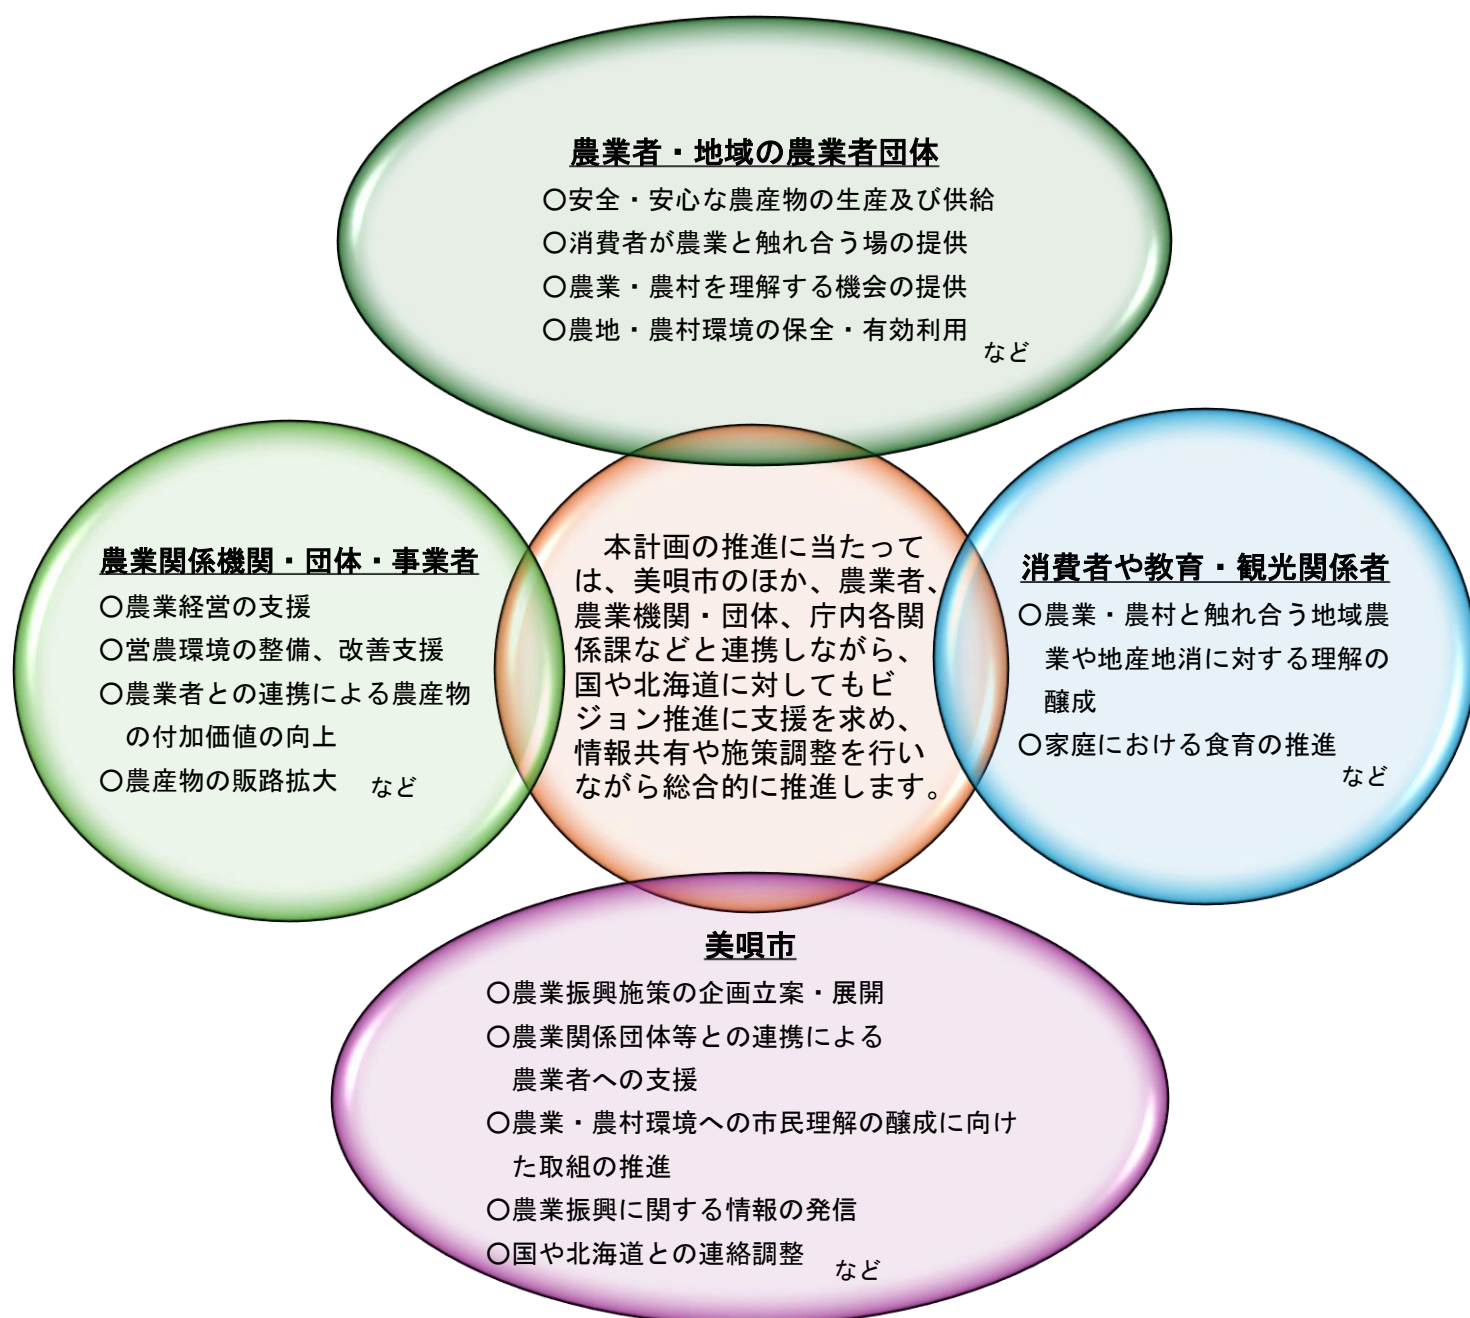 農業者・地域の農業者団体
〇安全・安心な農産物の生産及び供給
〇消費者が農業と触れ合う場の提供
〇農業・農村を理解する機会の提供
〇農地・農村環境の保全・有効利用
など
農業関係機関・団体・事業者
〇農業経営の支援
〇営農環境の整備、改善支援
〇農業者との連携による農産物
の付加価値の向上
〇農産物の販路拡大 など
本計画の推進に当たって
は、美唄市のほか、農業者、
農業機関・団体、庁内各関
係課などと連携しながら、
国や北海道に対してもビ
ジョン推進に支援を求め、
情報共有や施策調整を行い
ながら総合的に推進します。
消費者や教育・観光関係者
〇農業・農村と触れ合う地域農
業や地産地消に対する理解の
醸成
〇家庭における食育の推進
など
美唄市
〇農業振興施策の企画立案・展開
〇農業関係団体等との連携による
農業者への支援
〇農業・農村環境への市民理解の醸成に向け
た取組の推進
〇農業振興に関する情報の発信
〇国や北海道との連絡調整 など